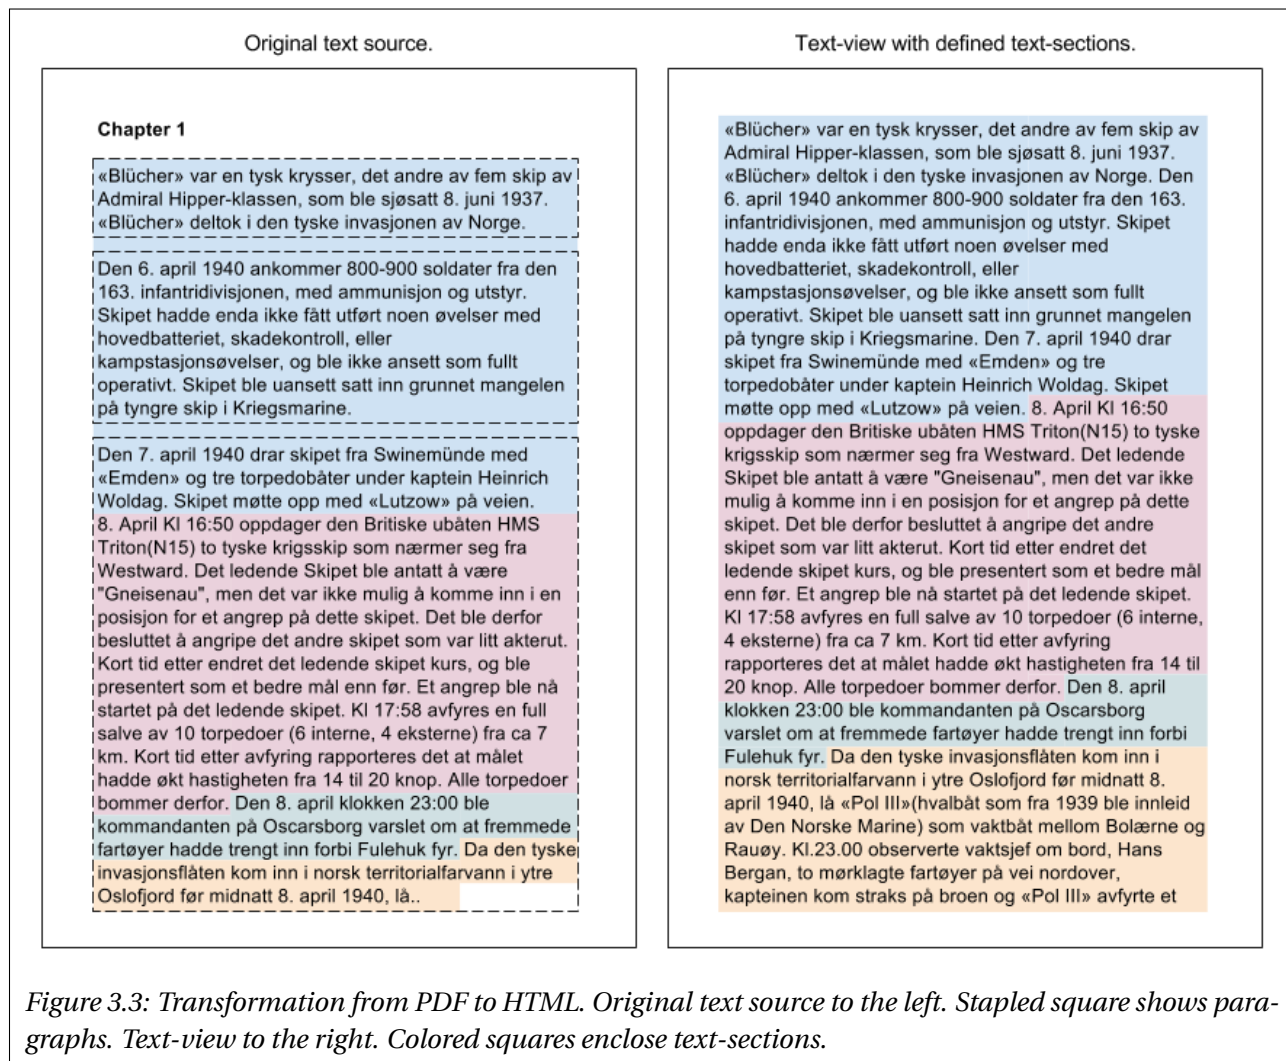 Original text source.
Chapter 1
«Blücher» var en tysk krysser, det andre av fem skip av
Admiral Hipper-klassen, som ble sjøsatt 8. juni 1937.
«Blücher» deltok i den tyske invasjonen av Norge.
Den 6. april 1940 ankommer 800-900 soldater fra den
163. infantridivisjonen, med ammunisjon og utstyr.
Skipet hadde enda ikke fått utført noen øvelser med
hovedbatteriet, skadekontroll, eller
kampstasjonsøvelser, og ble ikke ansett som fullt
operativt. Skipet ble uansett satt inn grunnet mangelen
på tyngre skip i Kriegsmarine.
Den 7. april 1940 drar skipet fra Swinemünde med
«Emden» og tre torpedobåter under kaptein Heinrich
Woldag. Skipet møtte opp med «Lutzow» på veien.
8. April Kl 16:50 oppdager den Britiske ubåten HMS
Triton(N15) to tyske krigsskip som nærmer seg fra
Westward. Det ledende Skipet ble antatt å være
"Gneisenau", men det var ikke mulig å komme inn i en
posisjon for et angrep på dette skipet. Det ble derfor
besluttet å angripe det andre skipet som var litt akterut.
Kort tid etter endret det ledende skipet kurs, og ble
presentert som et bedre mål enn før. Et angrep ble nå
startet på det ledende skipet. Kl 17:58 avfyres en full
salve av 10 torpedoer (6 interne, 4 eksterne) fra ca 7
km. Kort tid etter avfyring rapporteres det at målet
hadde økt hastigheten fra 14 til 20 knop. Alle torpedoer
bommer derfor. Den 8. april klokken 23:00 ble
kommandanten på Oscarsborg varslet om at fremmede
fartøyer hadde trengt inn forbi Fulehuk fyr. Da den tyske
invasjonsflåten kom inn i norsk territorialfarvann i ytre
Oslofjord før midnatt 8. april 1940, lå..
Text-view with defined text-sections.
«Blücher» var en tysk krysser, det andre av fem skip av
Admiral Hipper-klassen, som ble sjøsatt 8. juni 1937.
«Blücher» deltok i den tyske invasjonen av Norge. Den
6. april 1940 ankommer 800-900 soldater fra den 163.
infantridivisjonen, med ammunisjon og utstyr. Skipet
hadde enda ikke fått utført noen øvelser med
hovedbatteriet, skadekontroll, eller
kampstasjonsøvelser, og ble ikke ansett som fullt
operativt. Skipet ble uansett satt inn grunnet mangelen
på tyngre skip i Kriegsmarine. Den 7. april 1940 drar
skipet fra Swinemünde med «Emden» og tre
torpedobåter under kaptein Heinrich Woldag. Skipet
møtte opp med «Lutzow» på veien. 8. April Kl 16:50
oppdager den Britiske ubåten HMS Triton(N15) to tyske
krigsskip som nærmer seg fra Westward. Det ledende
Skipet ble antatt å være "Gneisenau", men det var ikke
mulig å komme inn i en posisjon for et angrep på dette
skipet. Det ble derfor besluttet å angripe det andre
skipet som var litt akterut. Kort tid etter endret det
ledende skipet kurs, og ble presentert som et bedre mål
enn før. Et angrep ble nå startet på det ledende skipet.
Kl 17:58 avfyres en full salve av 10 torpedoer (6 interne,
4 eksterne) fra ca 7 km. Kort tid etter avfyring
rapporteres det at målet hadde økt hastigheten fra 14 til
20 knop. Alle torpedoer bommer derfor. Den 8. april
klokken 23:00 ble kommandanten på Oscarsborg
varslet om at fremmede fartøyer hadde trengt inn forbi
Fulehuk fyr. Da den tyske invasjonsflåten kom inn i
norsk territorialfarvann i ytre Oslofjord før midnatt 8.
april 1940, lå «Pol III»(hvalbåt som fra 1939 ble innleid
av Den Norske Marine) som vaktbåt mellom Bolærne og
Rauøy. Kl.23.00 observerte vaktsjef om bord, Hans
Bergan, to mørklagte fartøyer på vei nordover,
kapteinen kom straks på broen og «Pol III» avfyrte et
Figure 3.3: Transformation from PDF to HTML. Original text source to the left. Stapled square shows para-
graphs. Text-view to the right. Colored squares enclose text-sections.